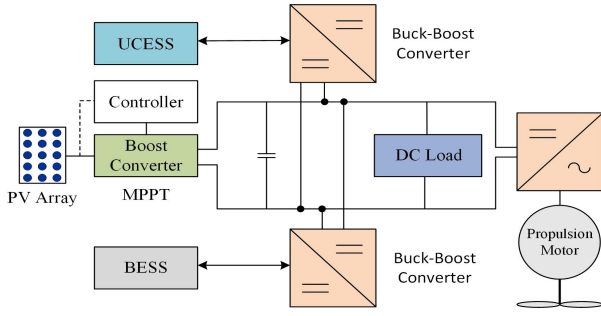 UCESS
Buck-Boost
Converter
Controller
Boost
Converter
MPPT
PV Array
DC Load
Propulsion
Motor
BESS
Buck-Boost
Converter